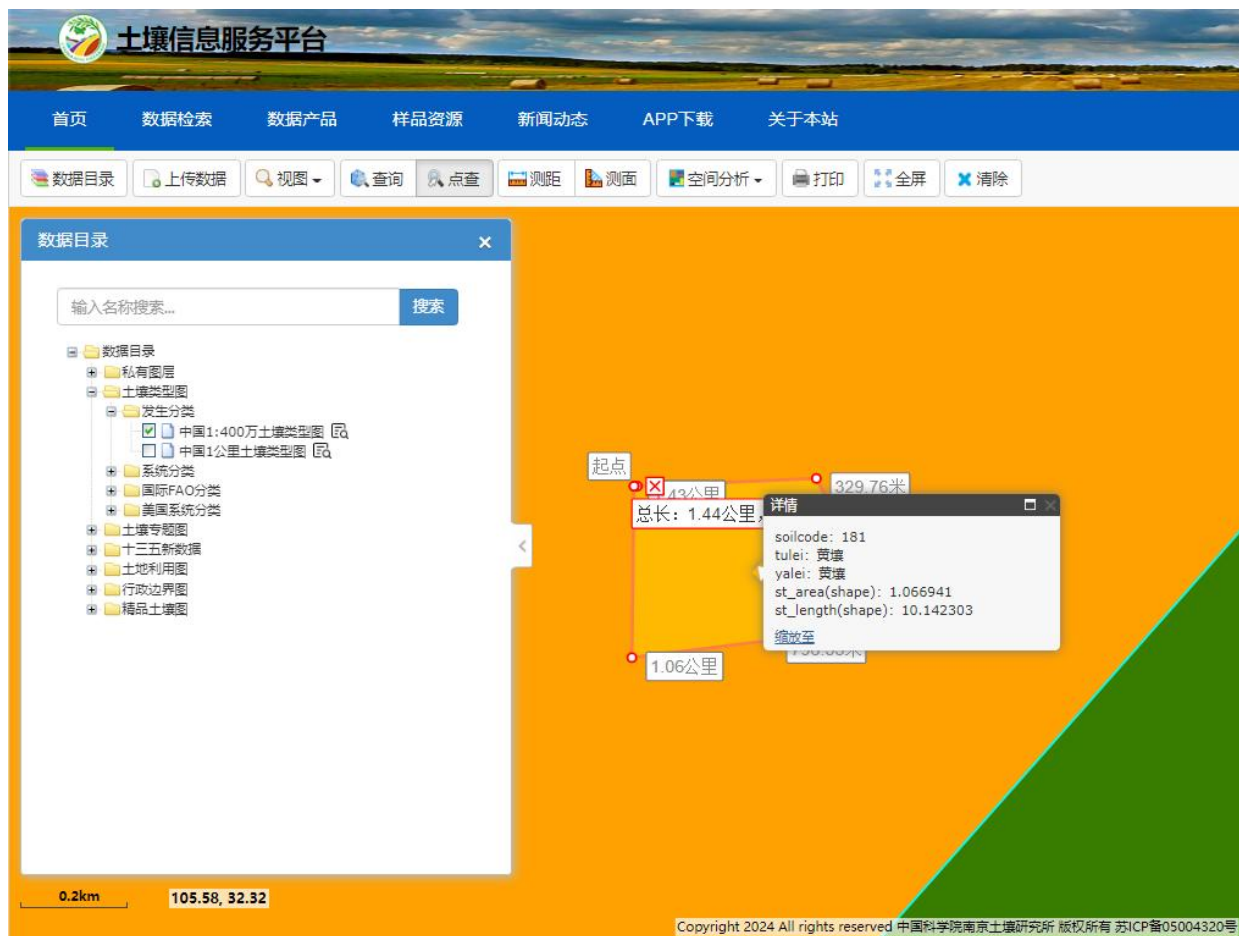 土壤信息服务平台
首页 数据检索 数据产品 样品资源 新闻动态 APP下载 关于本站
数据目录 上传数据 视图 查询 点查 测距 测面 空间分析 打印 全屏 清除
数据目录
输入名称搜索... 搜索
数据目录
私有图层
土壤类型图
发生分类
中国1:400万土壤类型图
中国1公里土壤类型图
系统分类
国际FAO分类
美国系统分类
土壤专题图
十三五新数据
土地利用图
行政边界图
精品土壤图
起点
329.76米
总长：1.44公里，
详情
soilcode: 181
tulei: 黄壤
yalei: 黄壤
st_area(shape): 1.066941
st_length(shape): 10.142303
缩放至
1.06公里
0.2km 105.58, 32.32
Copyright 2024 All rights reserved 中国科学院南京土壤研究所 版权所有 苏ICP备05004320号